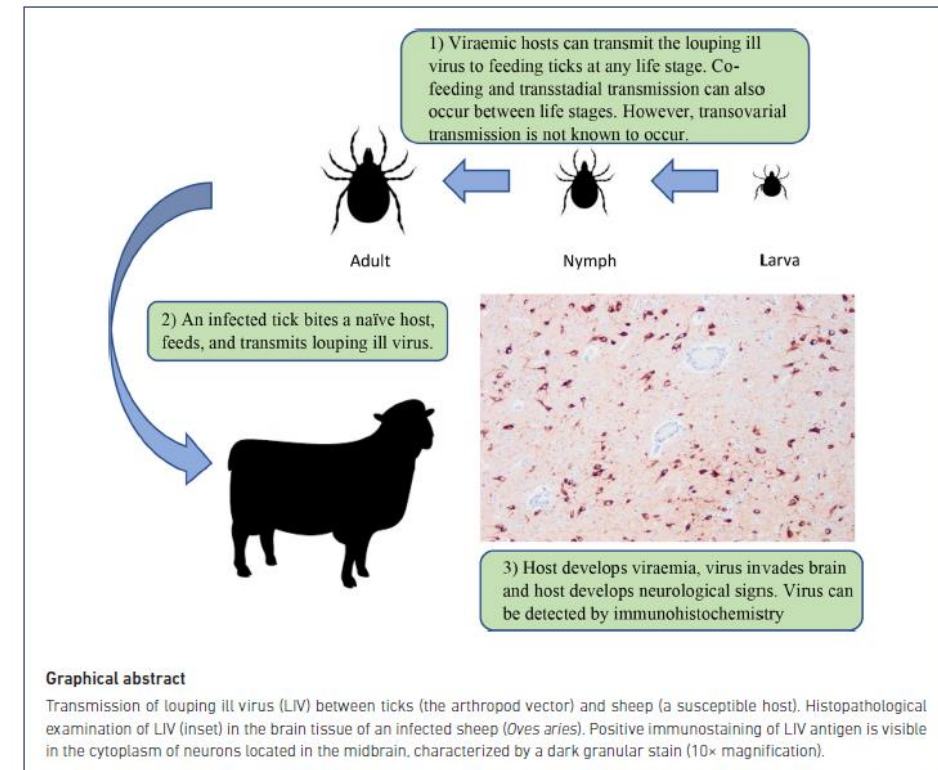 1) Viraemic hosts can transmit the louping ill
virus to feeding ticks at any life stage. Co-
feeding and transstadial transmission can also
occur between life stages. However, transovarial
transmission is not known to occur.
Adult
Nymph
Larva
2) An infected tick bites a naïve host,
feeds, and transmits louping ill virus.
3) Host develops viraemia, virus invades brain
and host develops neurological signs. Virus can
be detected by immunohistochemistry
Graphical abstract
Transmission of louping ill virus (LIV) between ticks (the arthropod vector) and sheep (a susceptible host). Histopathological
examination of LIV (inset) in the brain tissue of an infected sheep (Oves aries). Positive immunostaining of LIV antigen is visible
in the cytoplasm of neurons located in the midbrain, characterized by a dark granular stain (10× magnification).